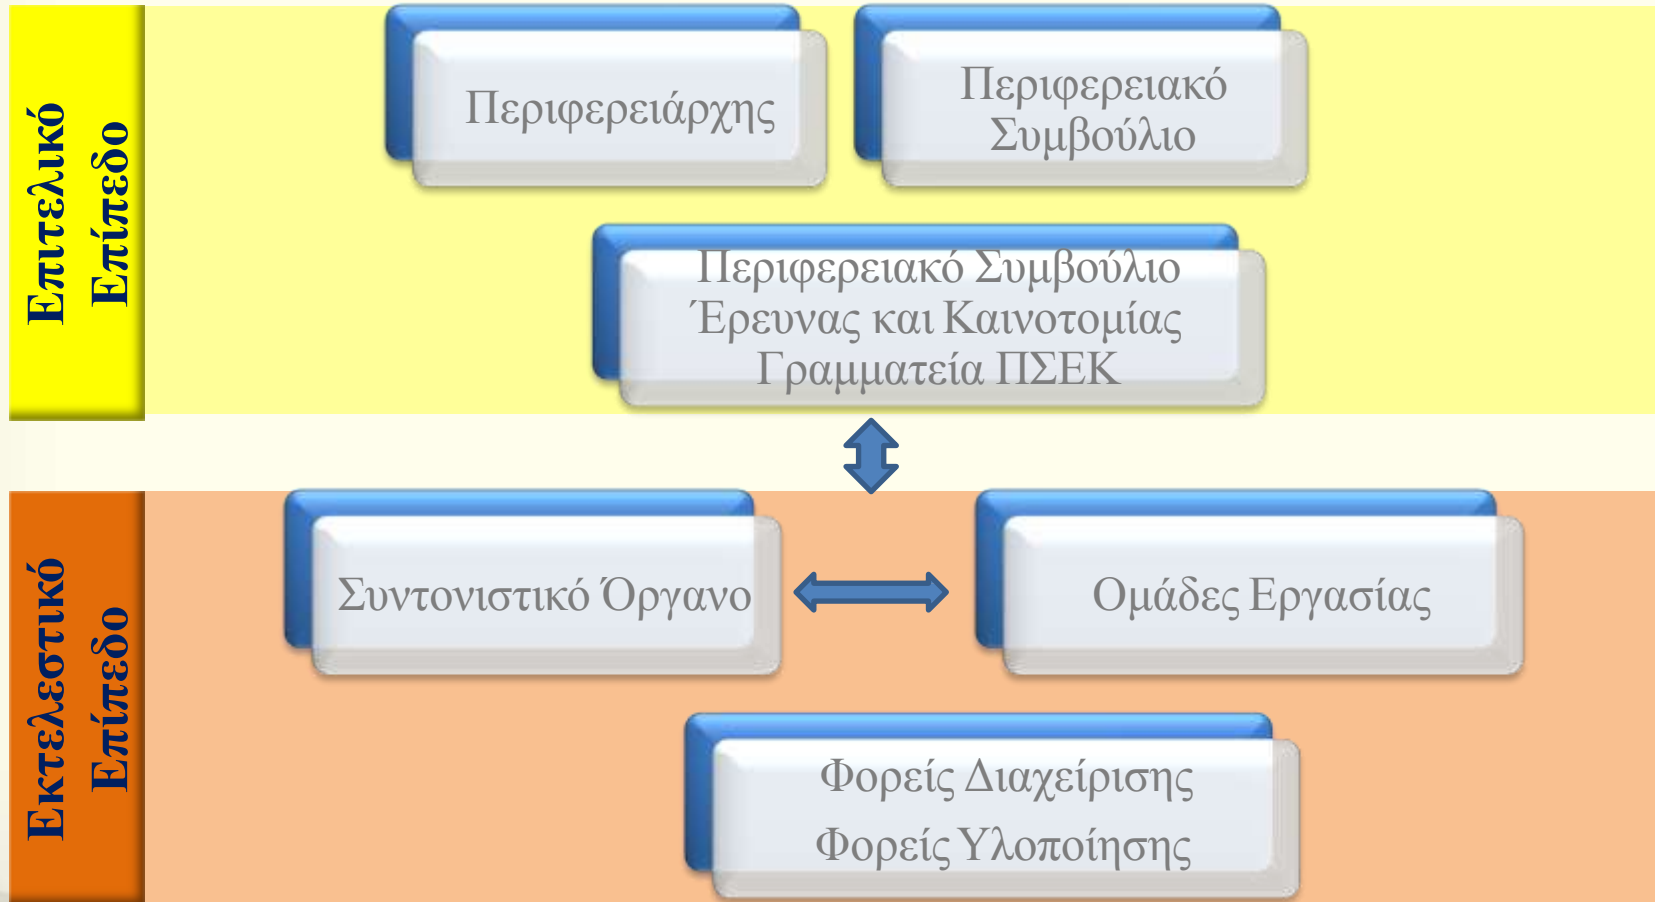 Επιτελικό
Επίπεδο
Περιφερειάρχης
Περιφερειακό
Συμβούλιο
Περιφερειακό Συμβούλιο
Έρευνας και Καινοτομίας
Γραμματεία ΠΣΕΚ
Εκτελεστικό
Επίπεδο
Συντονιστικό Όργανο
Ομάδες Εργασίας
Φορείς Διαχείρισης
Φορείς Υλοποίησης